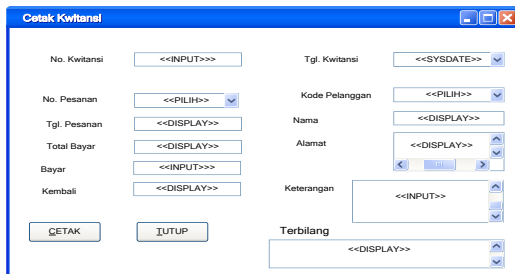 Cetak Kwitansi
No. Kwitansi <<INPUT>>> Tgl. Kwitansi <<SYSDATE>>
No. Pesanan <<PILIH>> Kode Pelanggan <<PILIH>>
Tgl. Pesanan <<DISPLAY>> Nama <<DISPLAY>>
Total Bayar <<DISPLAY>> Alamat <<DISPLAY>>
Bayar <<INPUT>>>
Kembali <<DISPLAY>> Keterangan <<INPUT>>
CETAK TUTUP Terbilang
<<DISPLAY>>